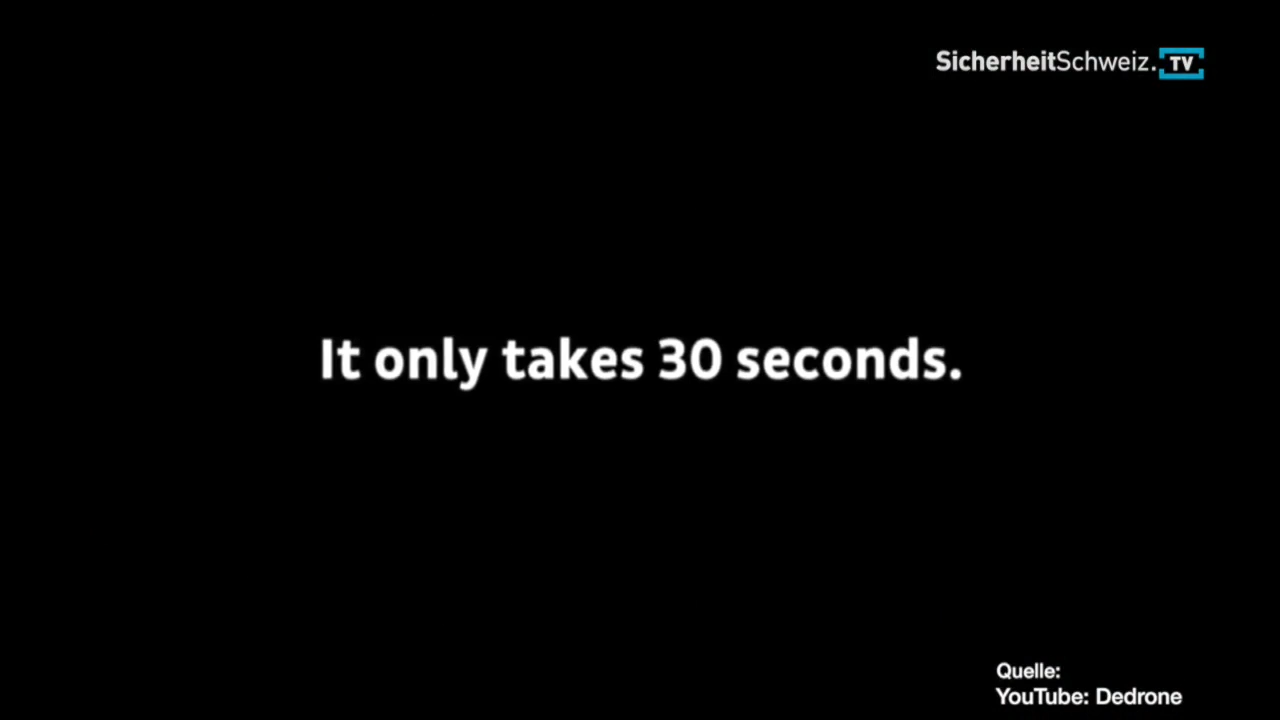 SicherheitSchweiz.TV
It only takes 30 seconds.
Quelle:
YouTube: Dedrone